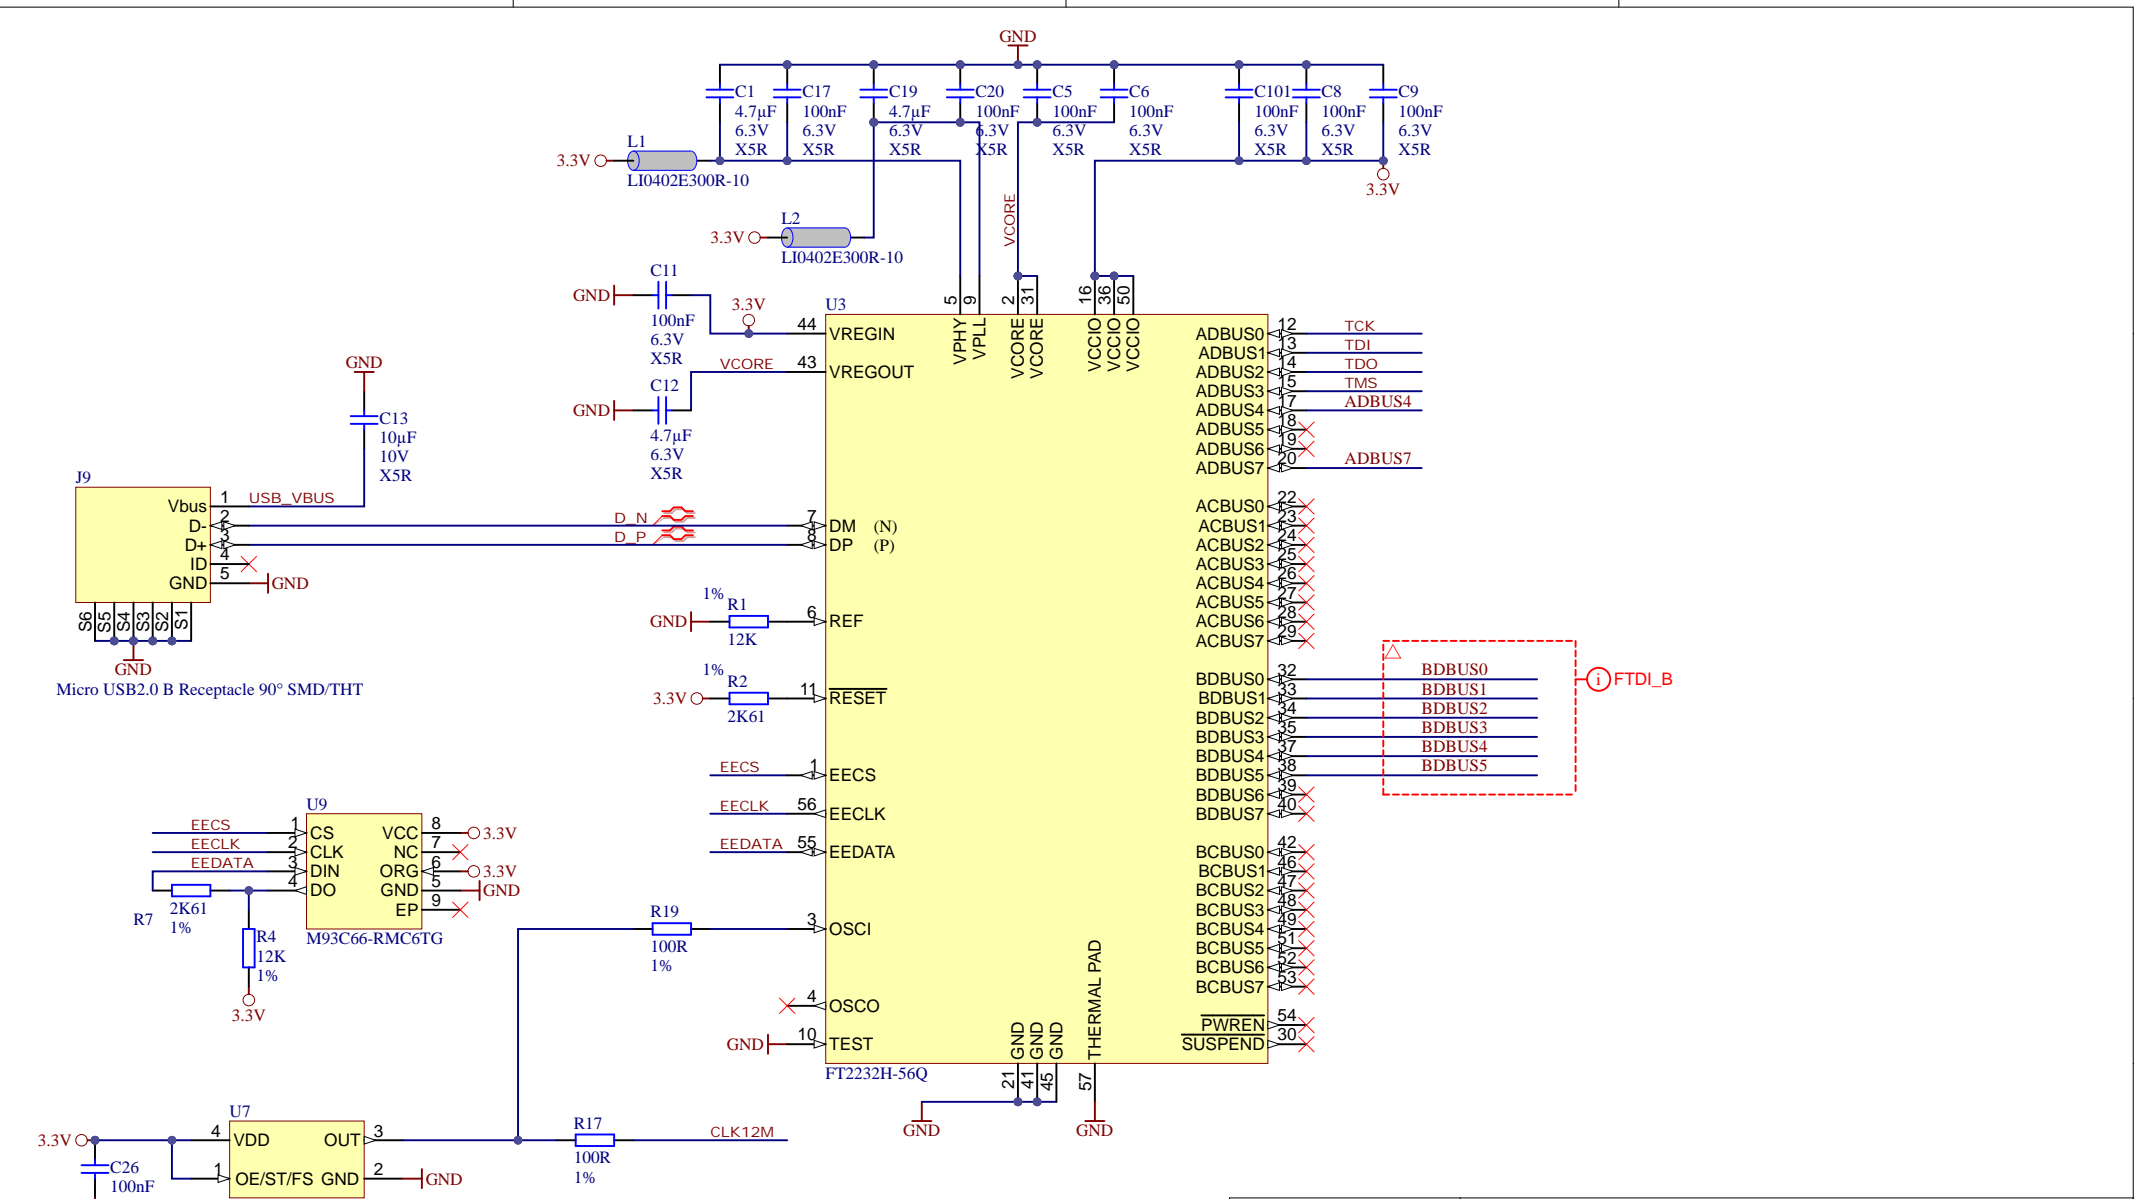 GND
C1
4.7µF
6.3V
X5R
C17
100nF
6.3V
X5R
C19
4.7µF
6.3V
X5R
C20
100nF
6.3V
X5R
C5
100nF
6.3V
X5R
C6
100nF
6.3V
X5R
C101
100nF
6.3V
X5R
C8
100nF
6.3V
X5R
C9
100nF
6.3V
X5R
3.3V
L1
3.3V
LI0402E300R-10
L2
3.3V
LI0402E300R-10
VCORE
C11
GND
100nF
6.3V
X5R
3.3V
VCORE
C12
GND
4.7µF
6.3V
X5R
GND
C13
10µF
10V
X5R
J9
Vbus 1 USB_VBUS
D- 2
D+ 3
ID 4
GND 5 GND
S6 S5 S4 S3 S2 S1
GND
Micro USB2.0 B Receptacle 90° SMD/THT
D_N
D_P
U3
5 VPHY
9 VPLL
2 VCORE
31 VCORE
16 VCCIO
36 VCCIO
50 VCCIO
44 VREGIN
43 VREGOUT
7 DM (N)
8 DP (P)
1%
R1
GND
12K
6 REF
1%
R2
3.3V
2K61
11 RESET
EECS 1 EECS
EECLK 56 EECLK
EEDATA 55 EEDATA
R19
100R
1%
3 OSCI
4 OSCO
GND 10 TEST
FT2232H-56Q
GND 21
GND 41
GND 45
THERMAL PAD 57
GND
GND
ADBUS0 12 TCK
ADBUS1 13 TDI
ADBUS2 14 TDO
ADBUS3 15 TMS
ADBUS4 17 ADBUS4
ADBUS5 18
ADBUS6 19
ADBUS7 20 ADBUS7
ACBUS0 22
ACBUS1 23
ACBUS2 24
ACBUS3 25
ACBUS4 26
ACBUS5 27
ACBUS6 28
ACBUS7 29
BDBUS0 32 BDBUS0
BDBUS1 33 BDBUS1
BDBUS2 34 BDBUS2
BDBUS3 35 BDBUS3
BDBUS4 37 BDBUS4
BDBUS5 38 BDBUS5
BDBUS6 39
BDBUS7 40
i FTDI_B
BCBUS0 42
BCBUS1 46
BCBUS2 47
BCBUS3 48
BCBUS4 49
BCBUS5 51
BCBUS6 52
BCBUS7 53
PWREN 54
SUSPEND 30
U9
EECS 1 CS
EECLK 2 CLK
EEDATA 3 DIN
4 DO
VCC 8 3.3V
NC 7
ORG 6 3.3V
GND 5 GND
EP 9
M93C66-RMC6TG
R7
2K61
1%
R4
12K
1%
3.3V
U7
3.3V
4 VDD
1 OE/ST/FS
OUT 3
GND 2 GND
C26
100nF
R17
100R
1%
CLK12M